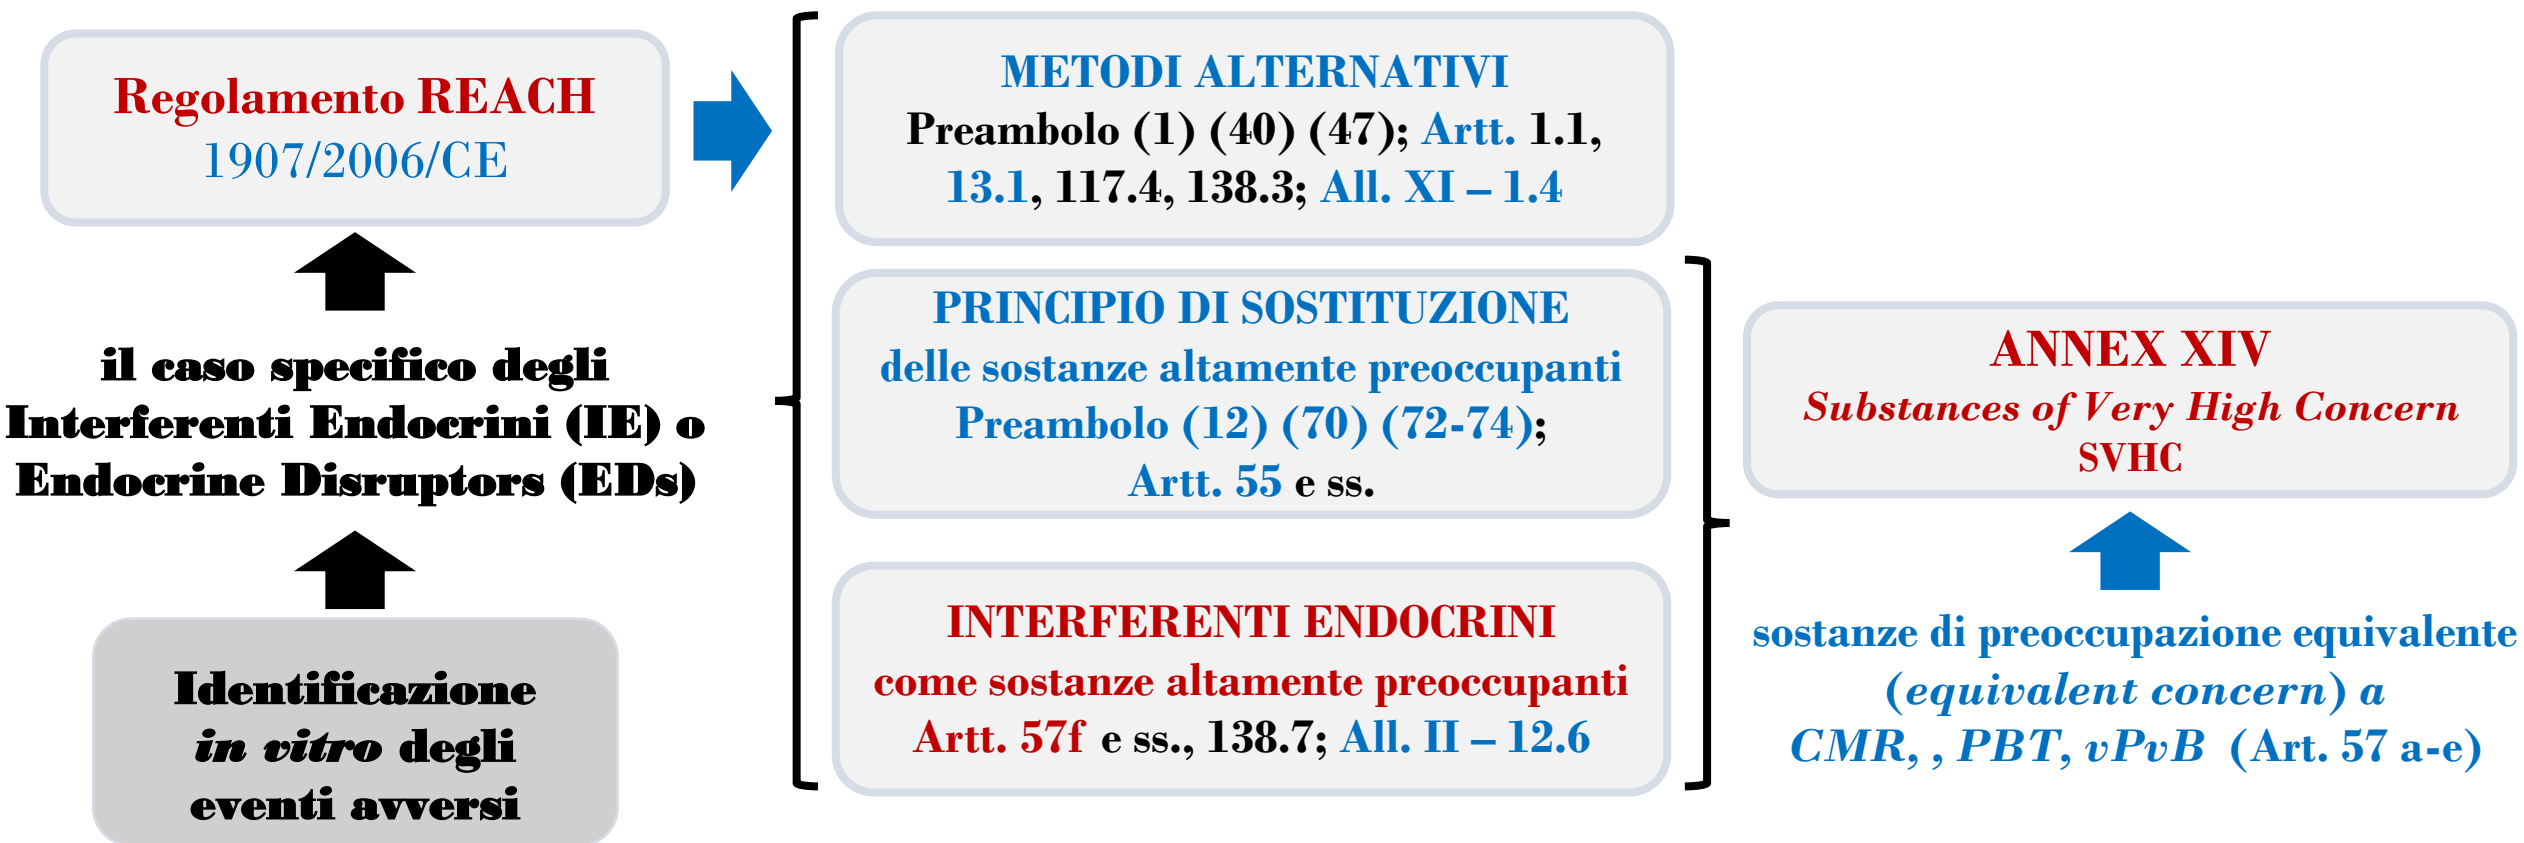 Regolamento REACH
1907/2006/CE
il caso specifico degli
Interferenti Endocrini (IE) o
Endocrine Disruptors (EDs)
Identificazione
in vitro degli
eventi avversi
METODI ALTERNATIVI
Preambolo (1) (40) (47); Artt. 1.1,
13.1, 117.4, 138.3; All. XI – 1.4
PRINCIPIO DI SOSTITUZIONE
delle sostanze altamente preoccupanti
Preambolo (12) (70) (72-74);
Artt. 55 e ss.
INTERFERENTI ENDOCRINI
come sostanze altamente preoccupanti
Artt. 57f e ss., 138.7; All. II – 12.6
ANNEX XIV
Substances of Very High Concern
SVHC
sostanze di preoccupazione equivalente
(equivalent concern) a
CMR, , PBT, vPvB (Art. 57 a-e)